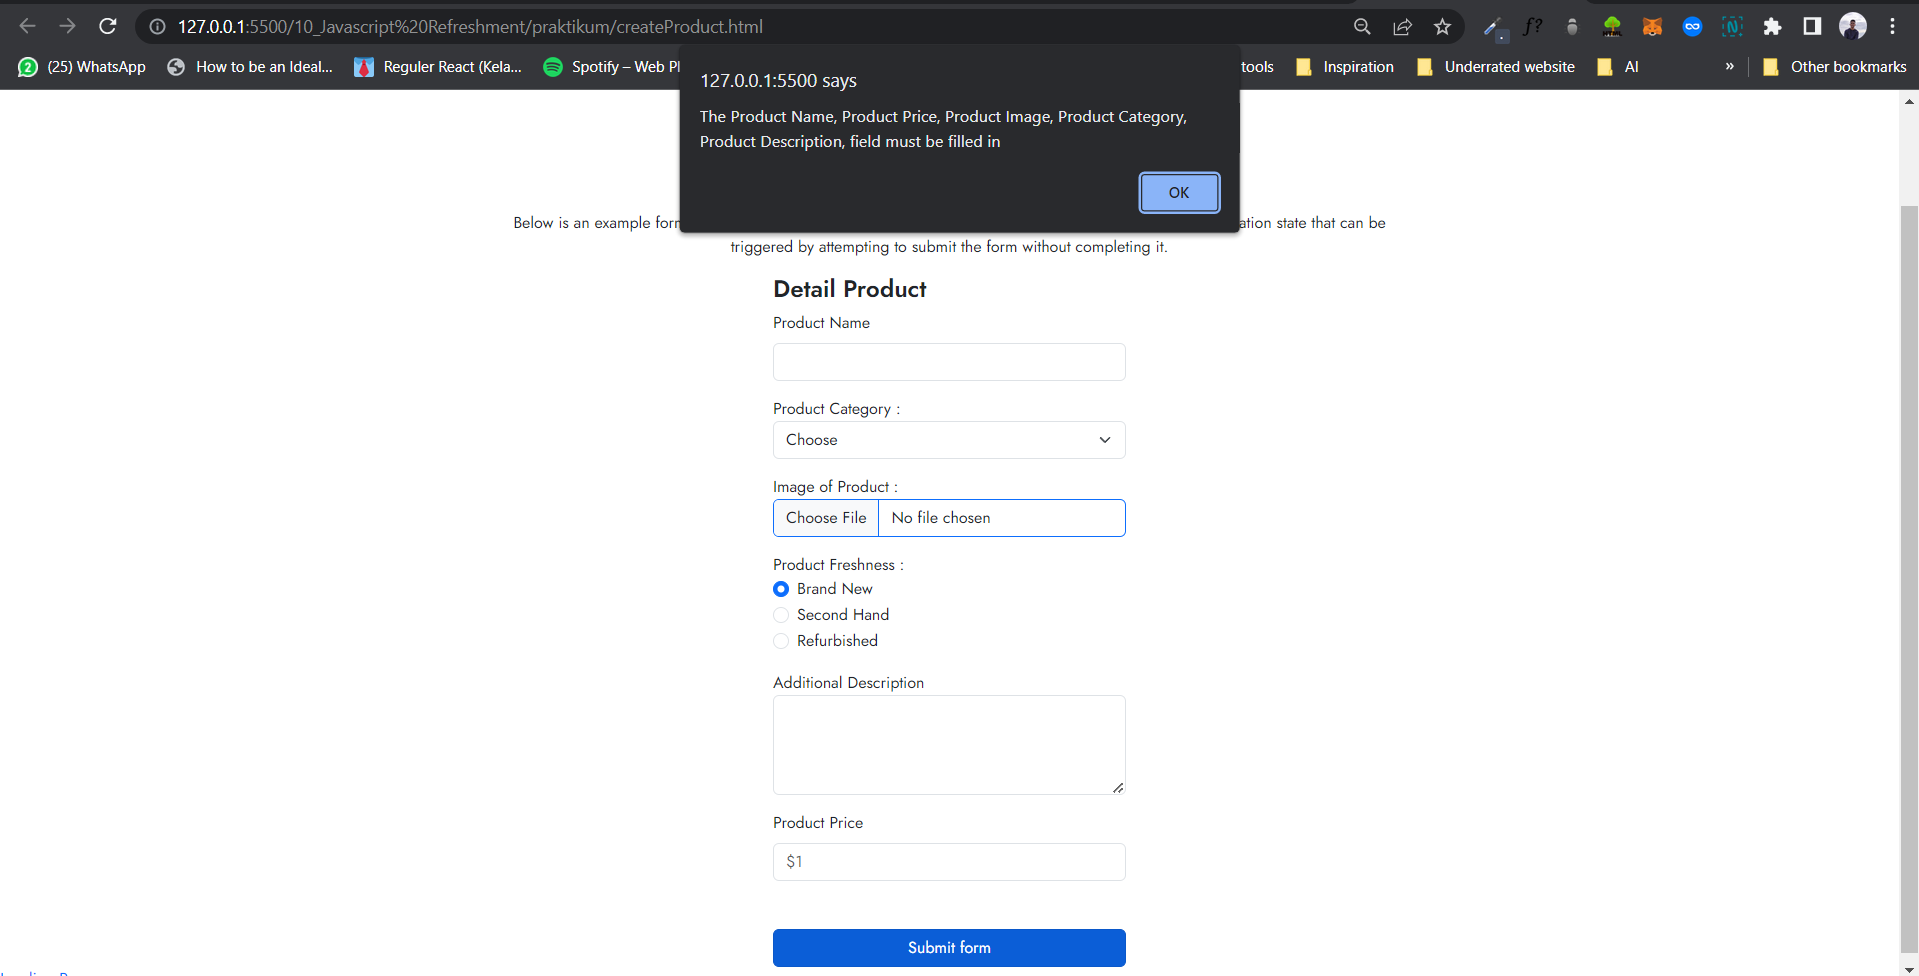 127.0.0.1:5500/10_Javascript%20Refreshment/praktikum/createProduct.html
(25) WhatsApp
How to be an Ideal...
Reguler React (Kela...
Spotify – Web Pl
tools
Inspiration
Underrated website
AI
»
Other bookmarks
127.0.0.1:5500 says
The Product Name, Product Price, Product Image, Product Category,
Product Description, field must be filled in
OK
Below is an example form
ation state that can be
triggered by attempting to submit the form without completing it.
Detail Product
Product Name
Product Category :
Choose
Image of Product :
Choose File
No file chosen
Product Freshness :
Brand New
Second Hand
Refurbished
Additional Description
Product Price
$1
Submit form